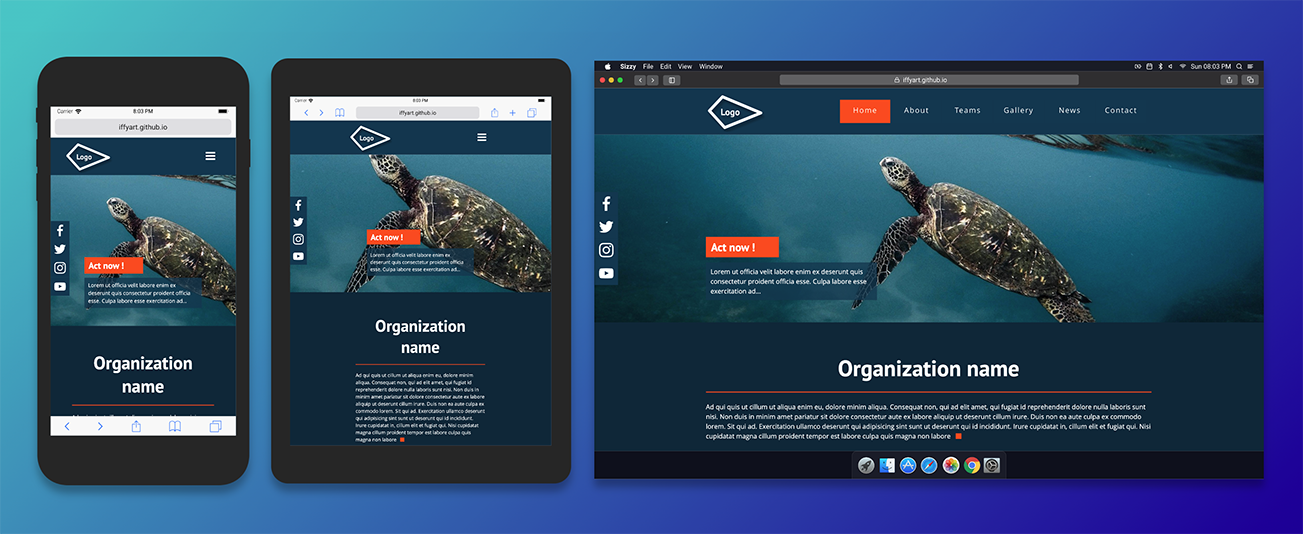 Carrier
8:03 PM
iffyart.github.io
Logo
Act now !
Lorem ut officia velit labore enim ex
deserunt quis proident officia
esse. Culpa labore esse
exercitation ad...
Organization
name
Carrier
8:03 PM
iffyart.github.io
Logo
Act now !
Lorem ut officia velit labore enim ex
deserunt quis proident officia esse.
Culpa labore esse exercitation ad...
Organization
name
Ad qui quis ut cillum ut aliqua enim eu, dolore minim
aliqua. Consequat non, qui ad elit amet, qui fugiat id
reprehenderit dolore nulla laboris sunt nisi. Non duis in
minim amet pariatur sit dolore consectetur aute ex labore
aliquip ut deserunt cillum irure. Duis non ea aute ex
commodo lorem. Sit qui ad. Exercitation ullamco deserunt
qui adipisicing sint sunt ut deserunt qui id incididunt.
Irure cupidatat in, cillum elit et fugiat sunt
cupidatat magna cillum proident tempor est labore culpa quis
magna non labore
Sizzy File Edit View Window
Sun 08:03 PM
iffyart.github.io
Logo
Home About Teams Gallery News Contact
Act now !
Lorem ut officia velit labore enim ex deserunt quis
proident officia esse. Culpa labore esse
exercitation ad...
Organization name
Ad qui quis ut cillum ut aliqua enim eu, dolore minim aliqua. Consequat non, qui ad elit amet, qui fugiat id reprehenderit dolore nulla laboris sunt
nisi. Non duis in minim amet pariatur sit dolore consectetur aute ex labore aliquip ut deserunt cillum irure. Duis non ea aute ex commodo
lorem. Sit qui ad. Exercitation ullamco deserunt qui adipisicing sint sunt ut deserunt qui id incididunt. Irure cupidatat in, cillum elit et fugiat sunt
cupidatat magna cillum proident tempor est labore culpa quis magna non labore